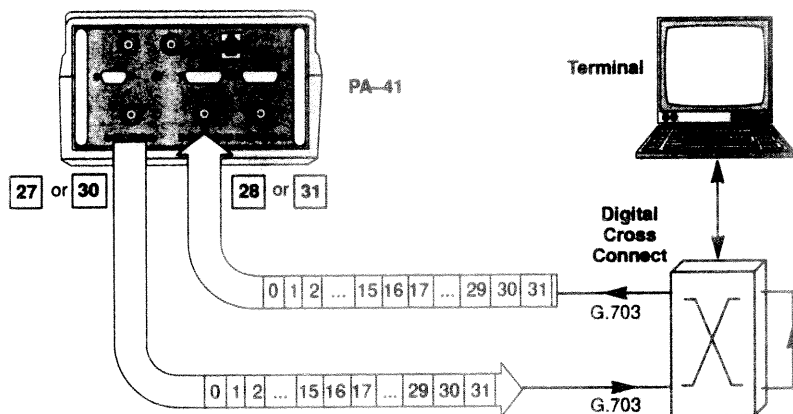 Terminal
PA–41
27 or 30
28 or 31
Digital
Cross
Connect
0 1 2 ... 15 16 17 ... 29 30 31
G.703
0 1 2 ... 15 16 17 ... 29 30 31
G.703